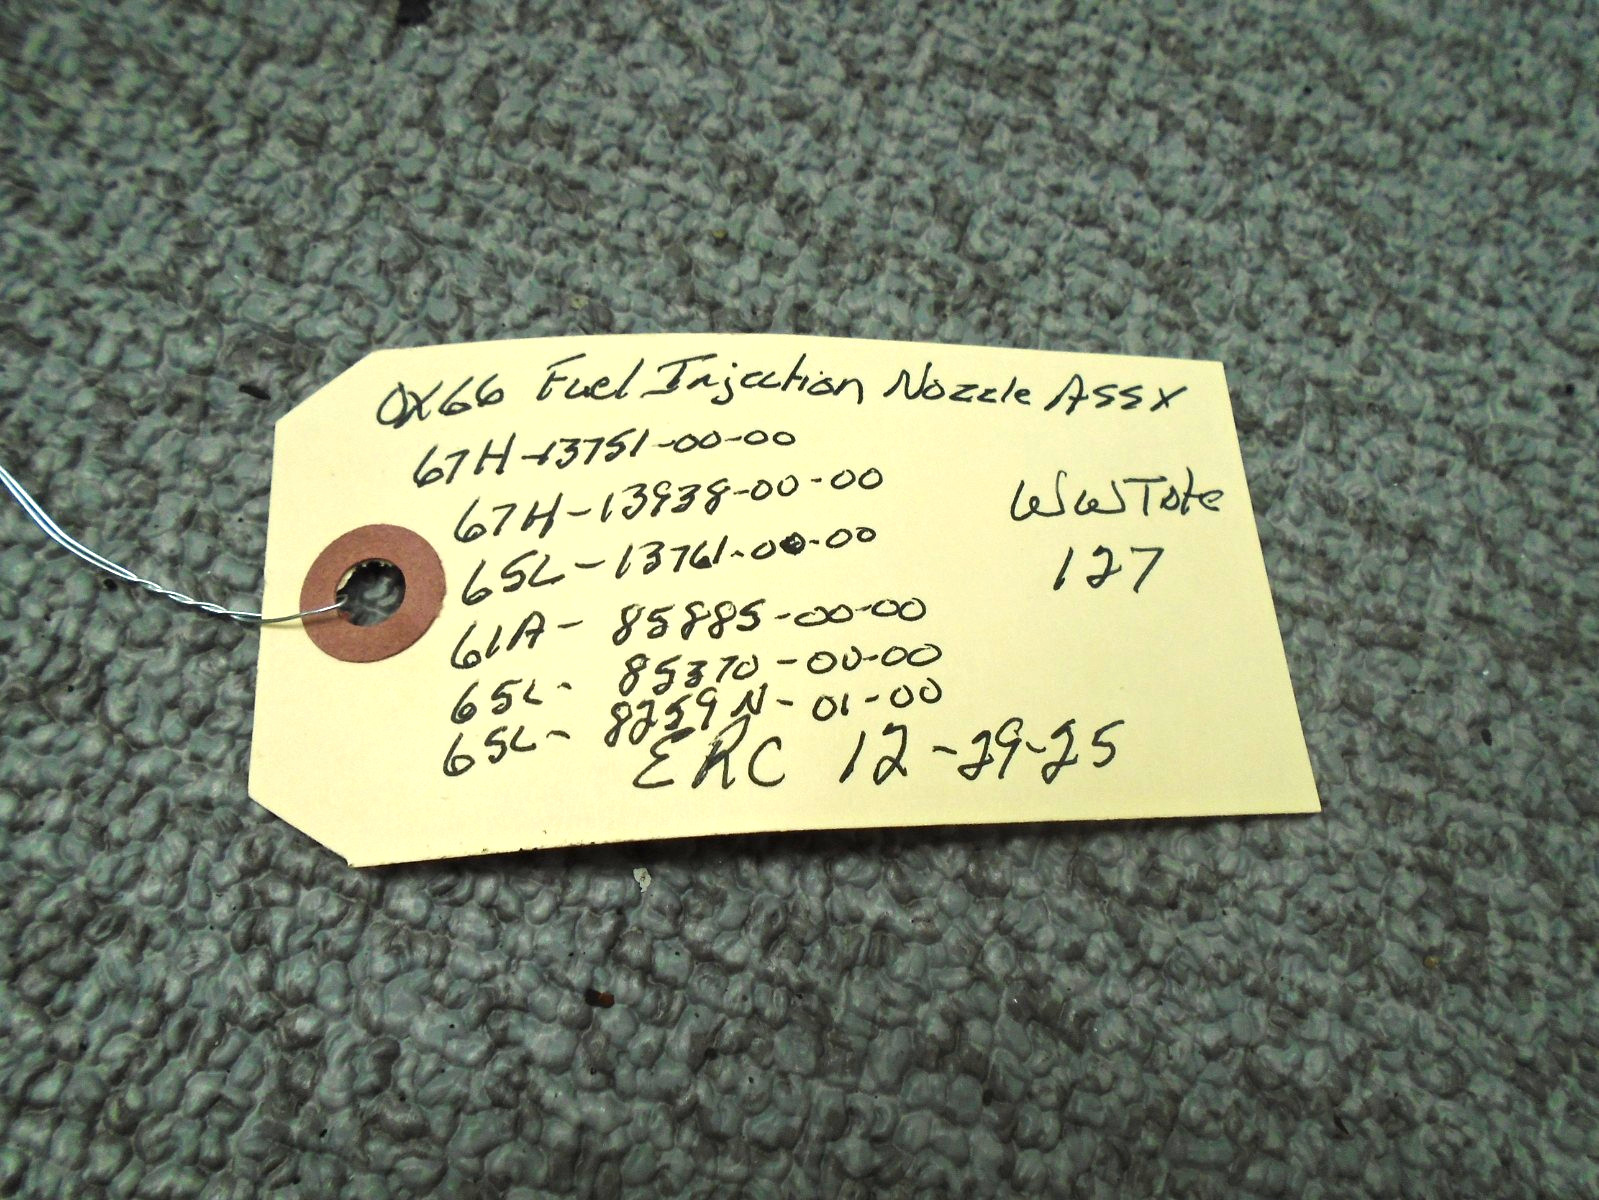 OX66 Fuel Injection Nozzle Assy
67H-13751-00-00
67H-13938-00-00
65L-13761-00-00
61A- 85885-00-00
65L- 85370-00-00
65L- 8259N-01-00
ERC 12-29-25
WW Tote
127